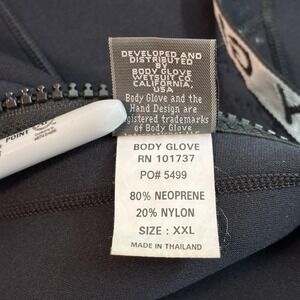 DEVELOPED AND
DISTRIBUTED BY
BODY GLOVE
WETSUIT CO.
CALIFORNIA,
USA
Body Glove and the
Hand Design are
registered trademarks
of Body Glove
BODY GLOVE
RN 101737
PO# 5499
80% NEOPRENE
20% NYLON
SIZE : XXL
MADE IN THAILAND
POINT